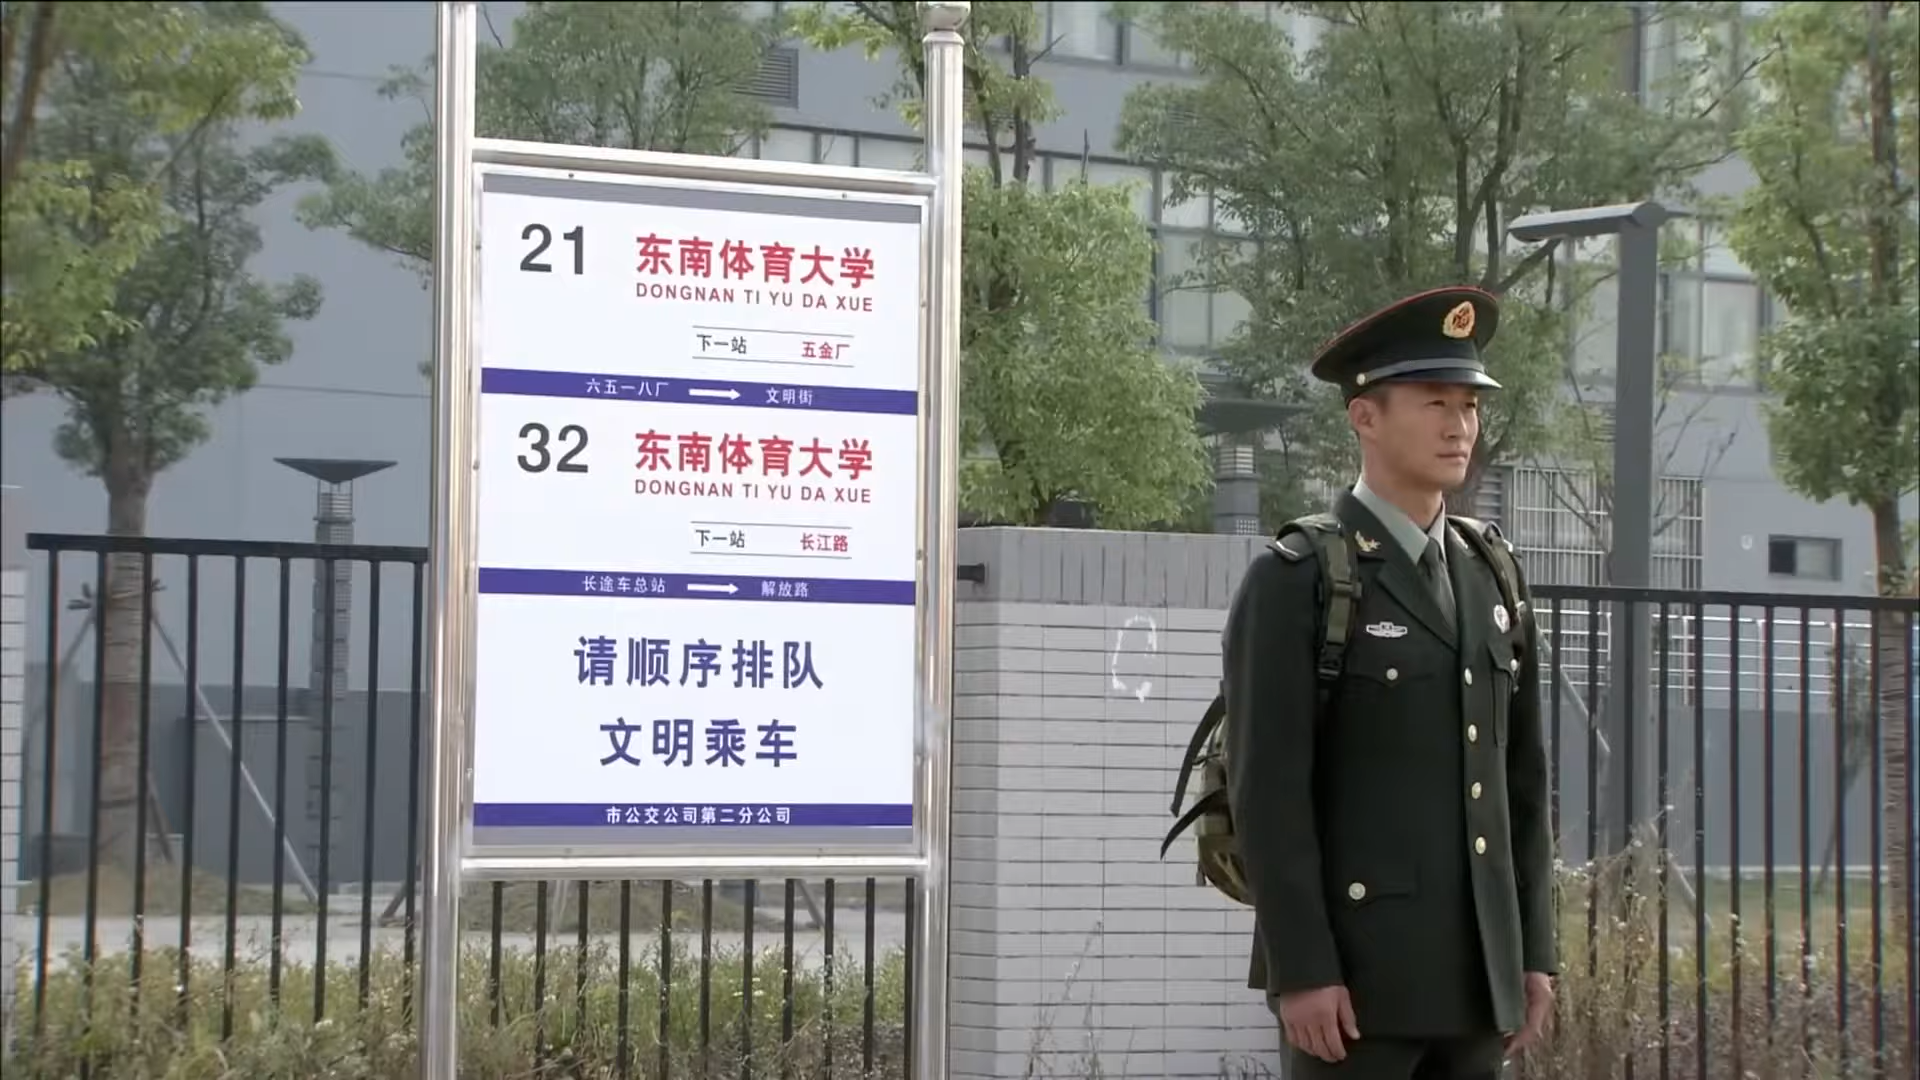 21 东南体育大学
DONGNAN TI YU DA XUE
下一站 五金厂
六五一八厂 文明街
32 东南体育大学
DONGNAN TI YU DA XUE
下一站 长江路
长途车总站 解放路
请顺序排队
文明乘车
市公交公司第二分公司